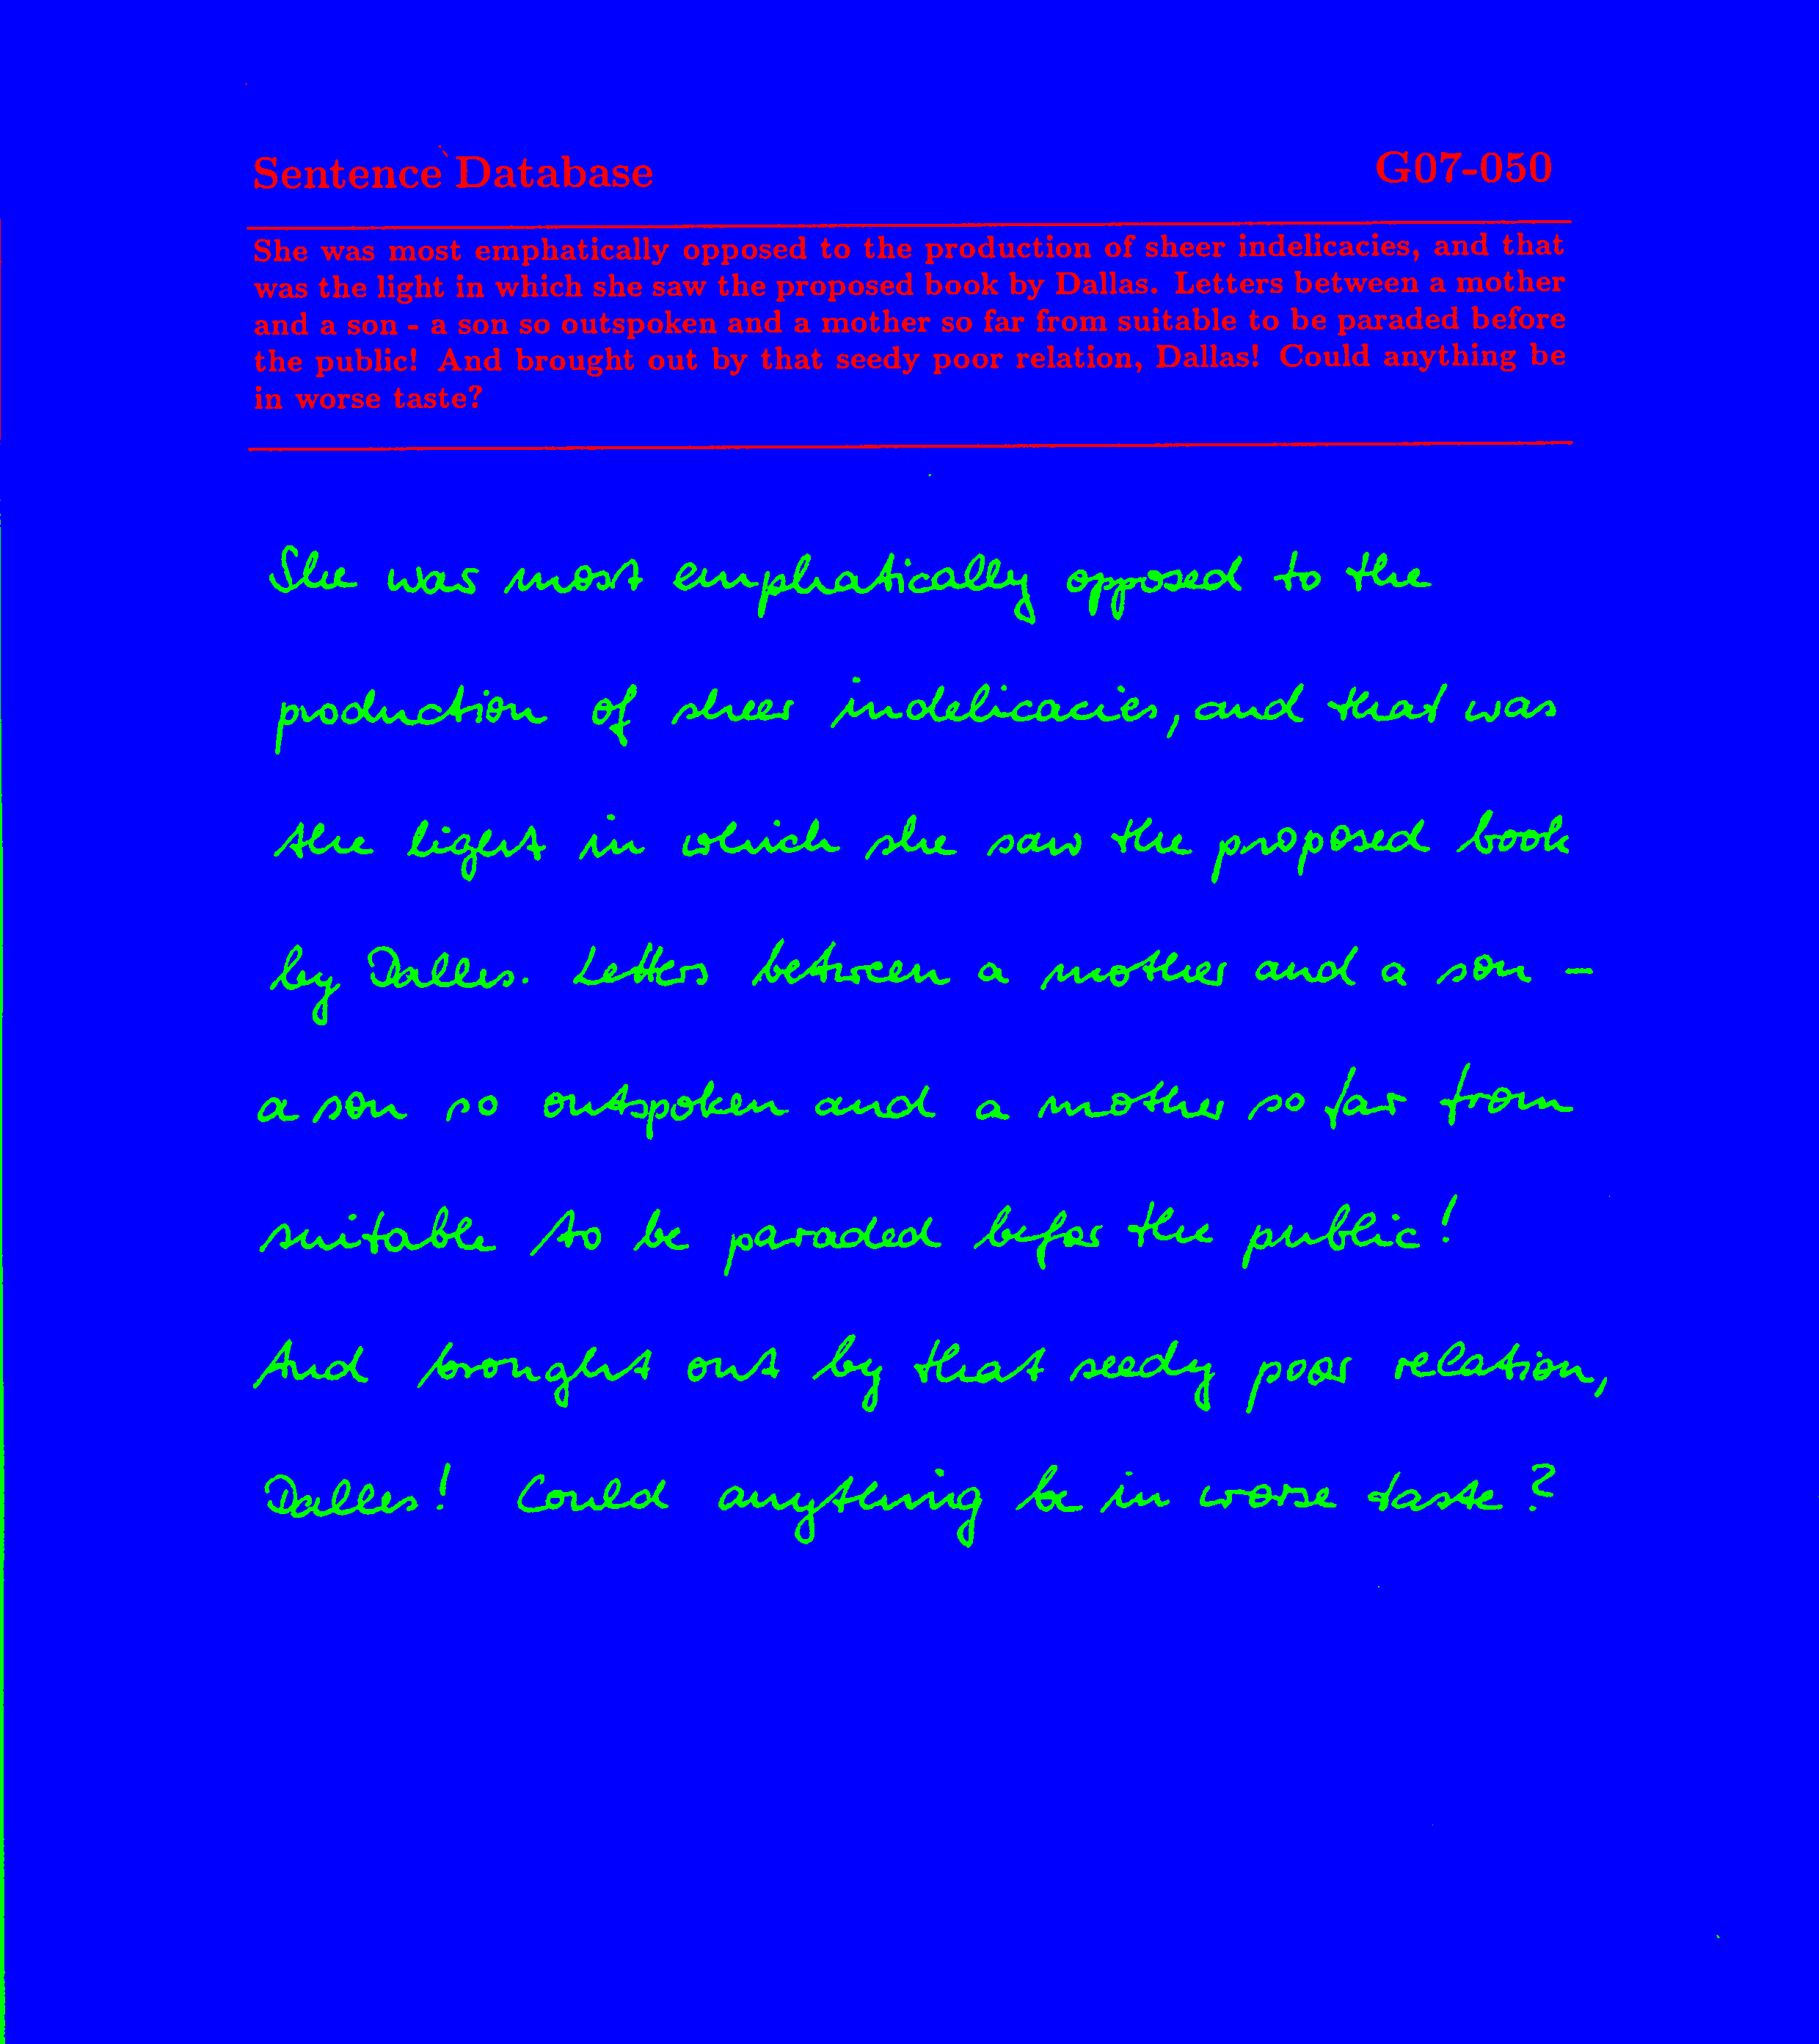 Sentence Database G07-050
She was most emphatically opposed to the production of sheer indelicacies, and that
was the light in which she saw the proposed book by Dallas. Letters between a mother
and a son - a son so outspoken and a mother so far from suitable to be paraded before
the public! And brought out by that seedy poor relation, Dallas! Could anything be
in worse taste?
She was most emphatically opposed to the
production of sheer indelicacies, and that was
the light in which she saw the proposed book
by Dalles. Letters between a mother and a son -
a son so outspoken and a mother so far from
suitable to be paraded befor the public!
And brought out by that seedy poor relation,
Dalles! Could anything be in worse taste?